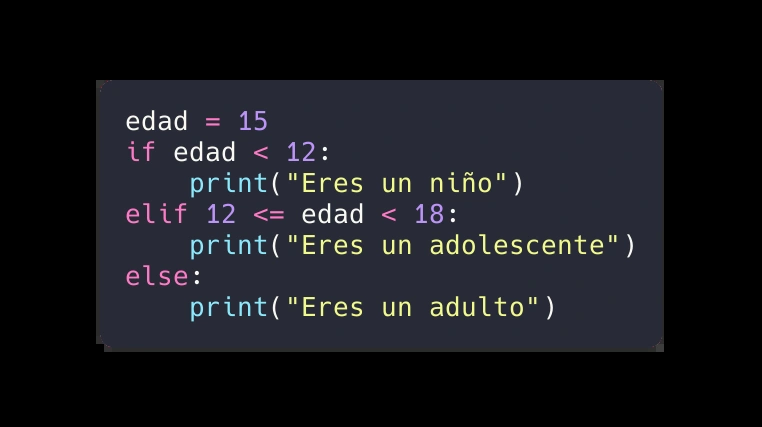 edad = 15
if edad < 12:
    print("Eres un niño")
elif 12 <= edad < 18:
    print("Eres un adolescente")
else:
    print("Eres un adulto")